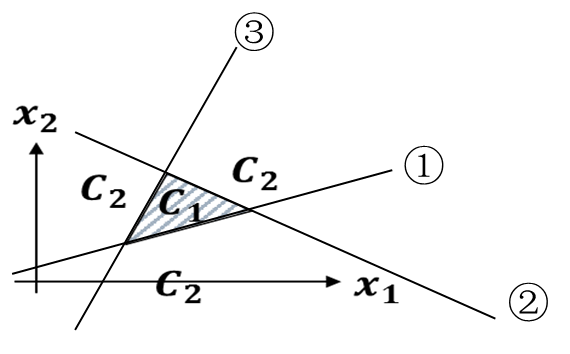 ③
x₂
C₂
C₂
①
C₁
C₂
x₁
②